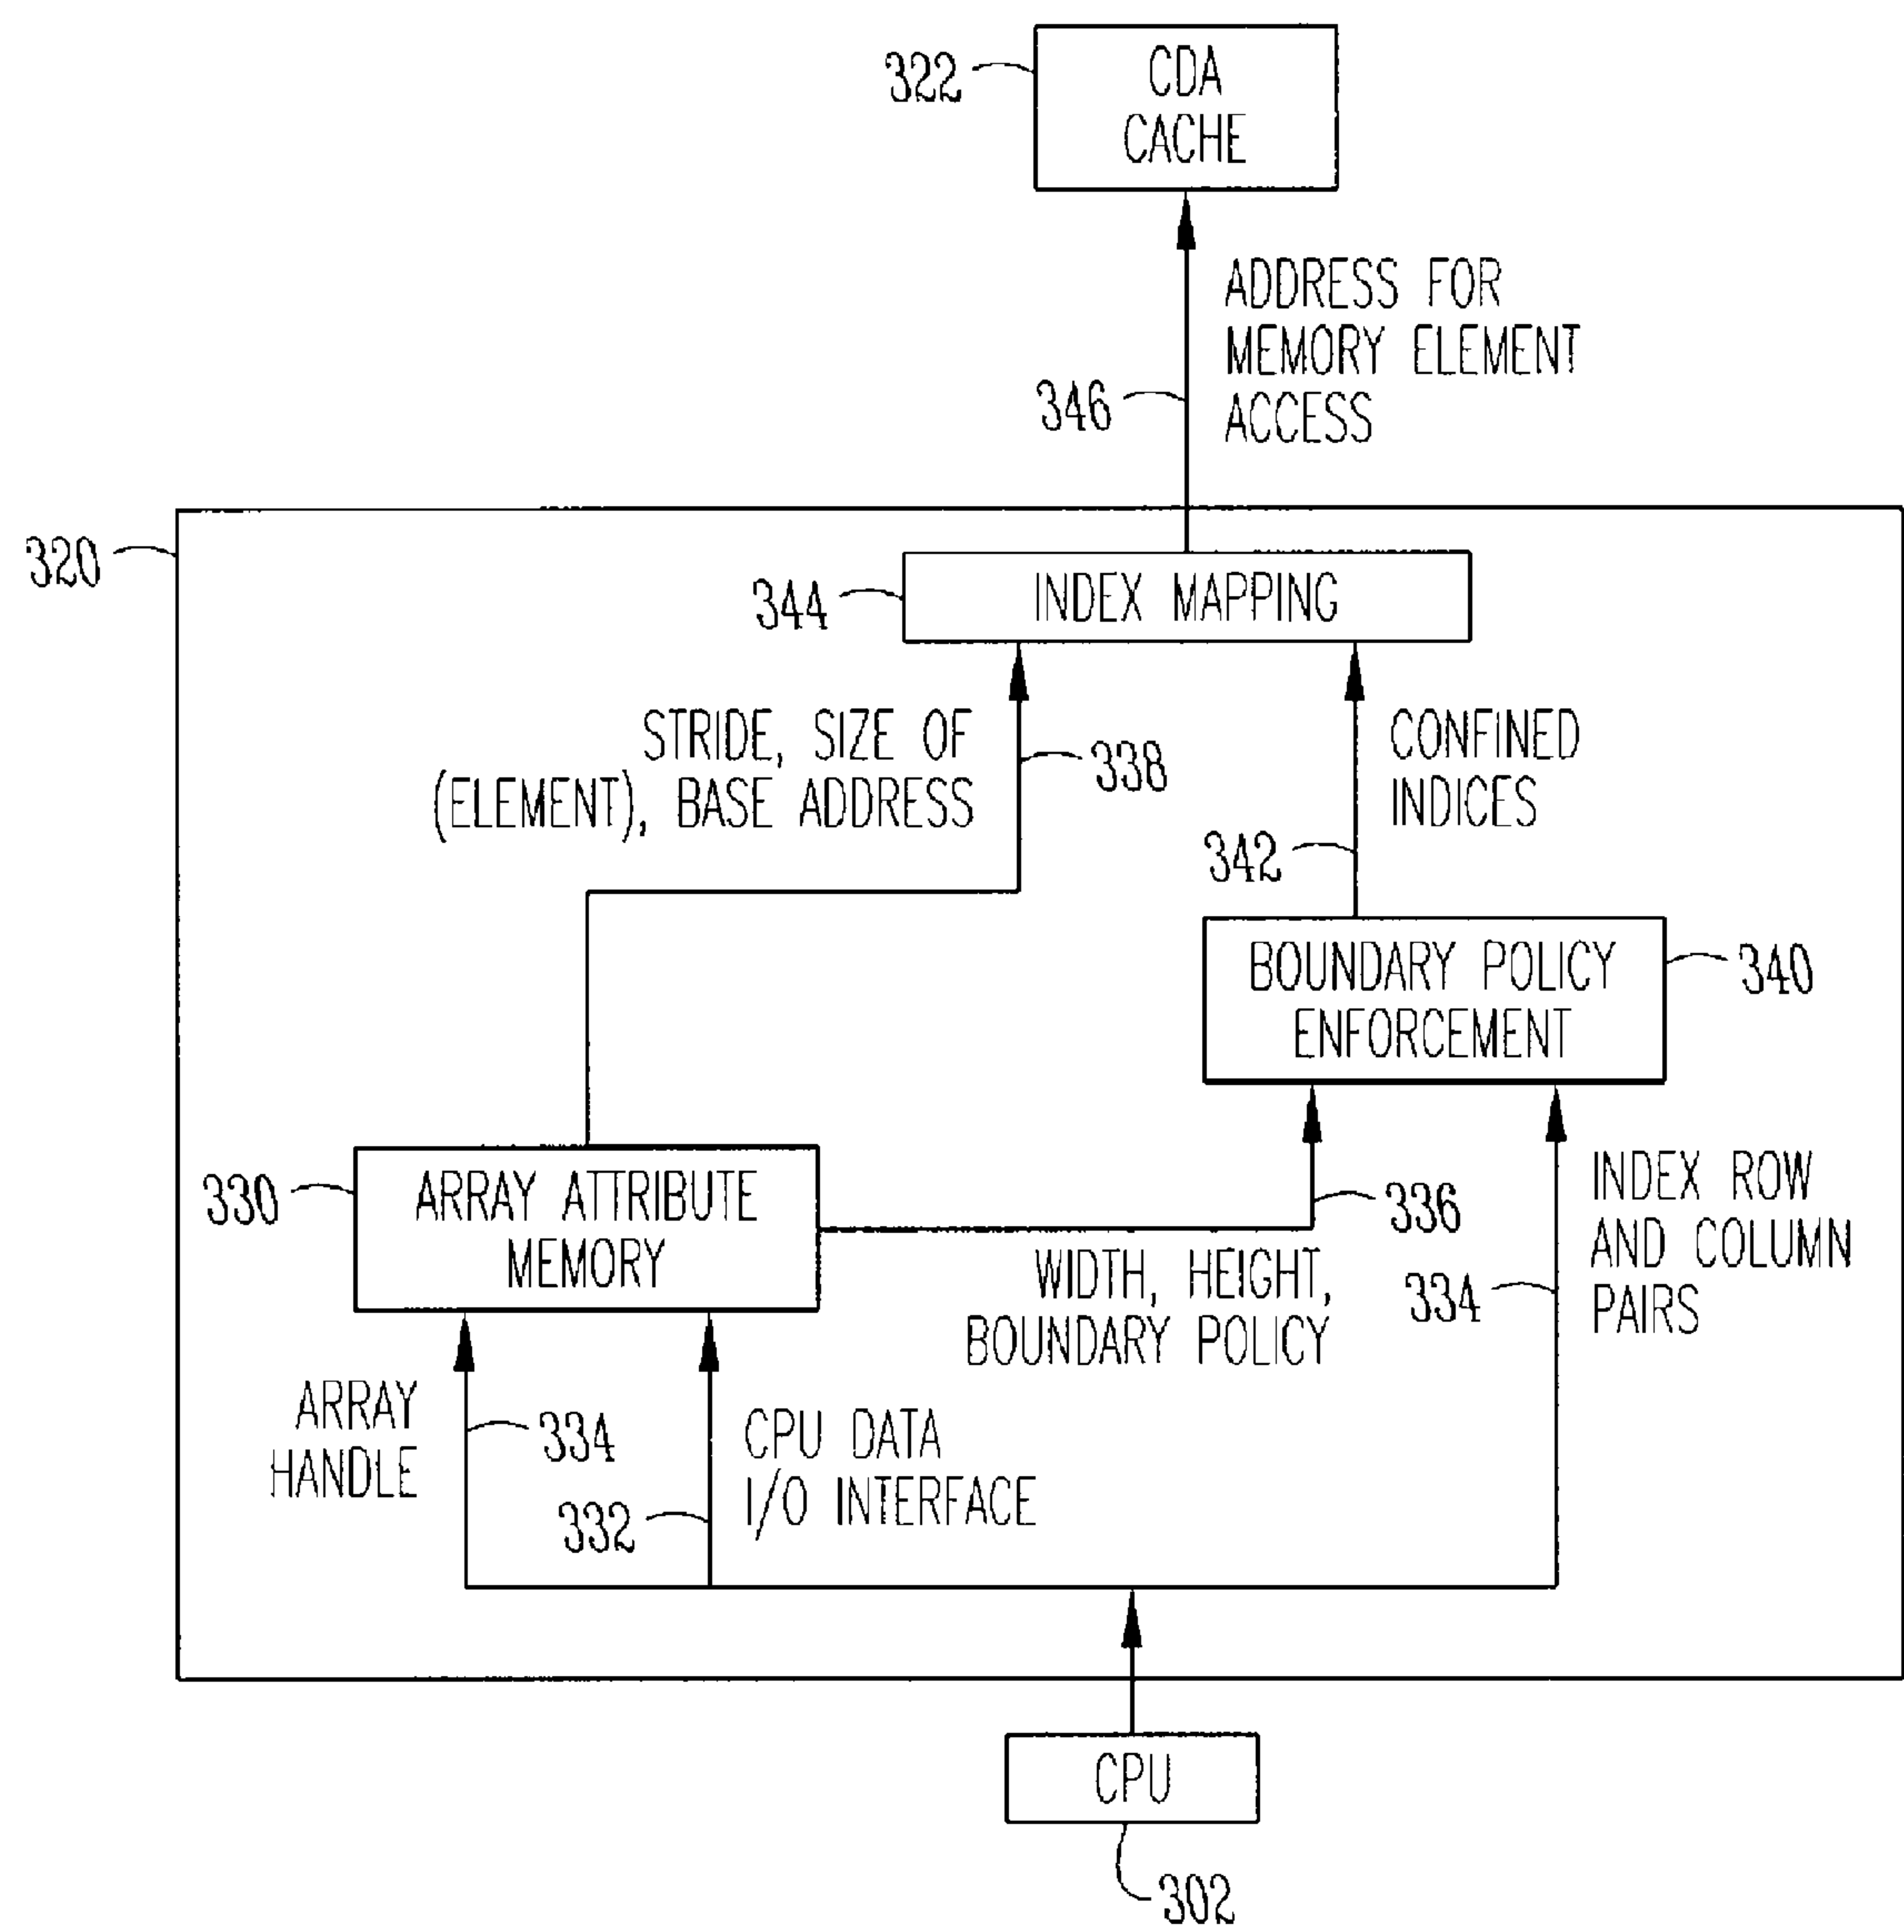 322
CDA
CACHE
ADDRESS FOR
MEMORY ELEMENT
ACCESS
346
320
344
INDEX MAPPING
STRIDE, SIZE OF
(ELEMENT), BASE ADDRESS
338
CONFINED
INDICES
342
BOUNDARY POLICY
ENFORCEMENT
340
330
ARRAY ATTRIBUTE
MEMORY
336
WIDTH, HEIGHT,
BOUNDARY POLICY
334
INDEX ROW
AND COLUMN
PAIRS
ARRAY
HANDLE
334
332
CPU DATA
I/O INTERFACE
CPU
302